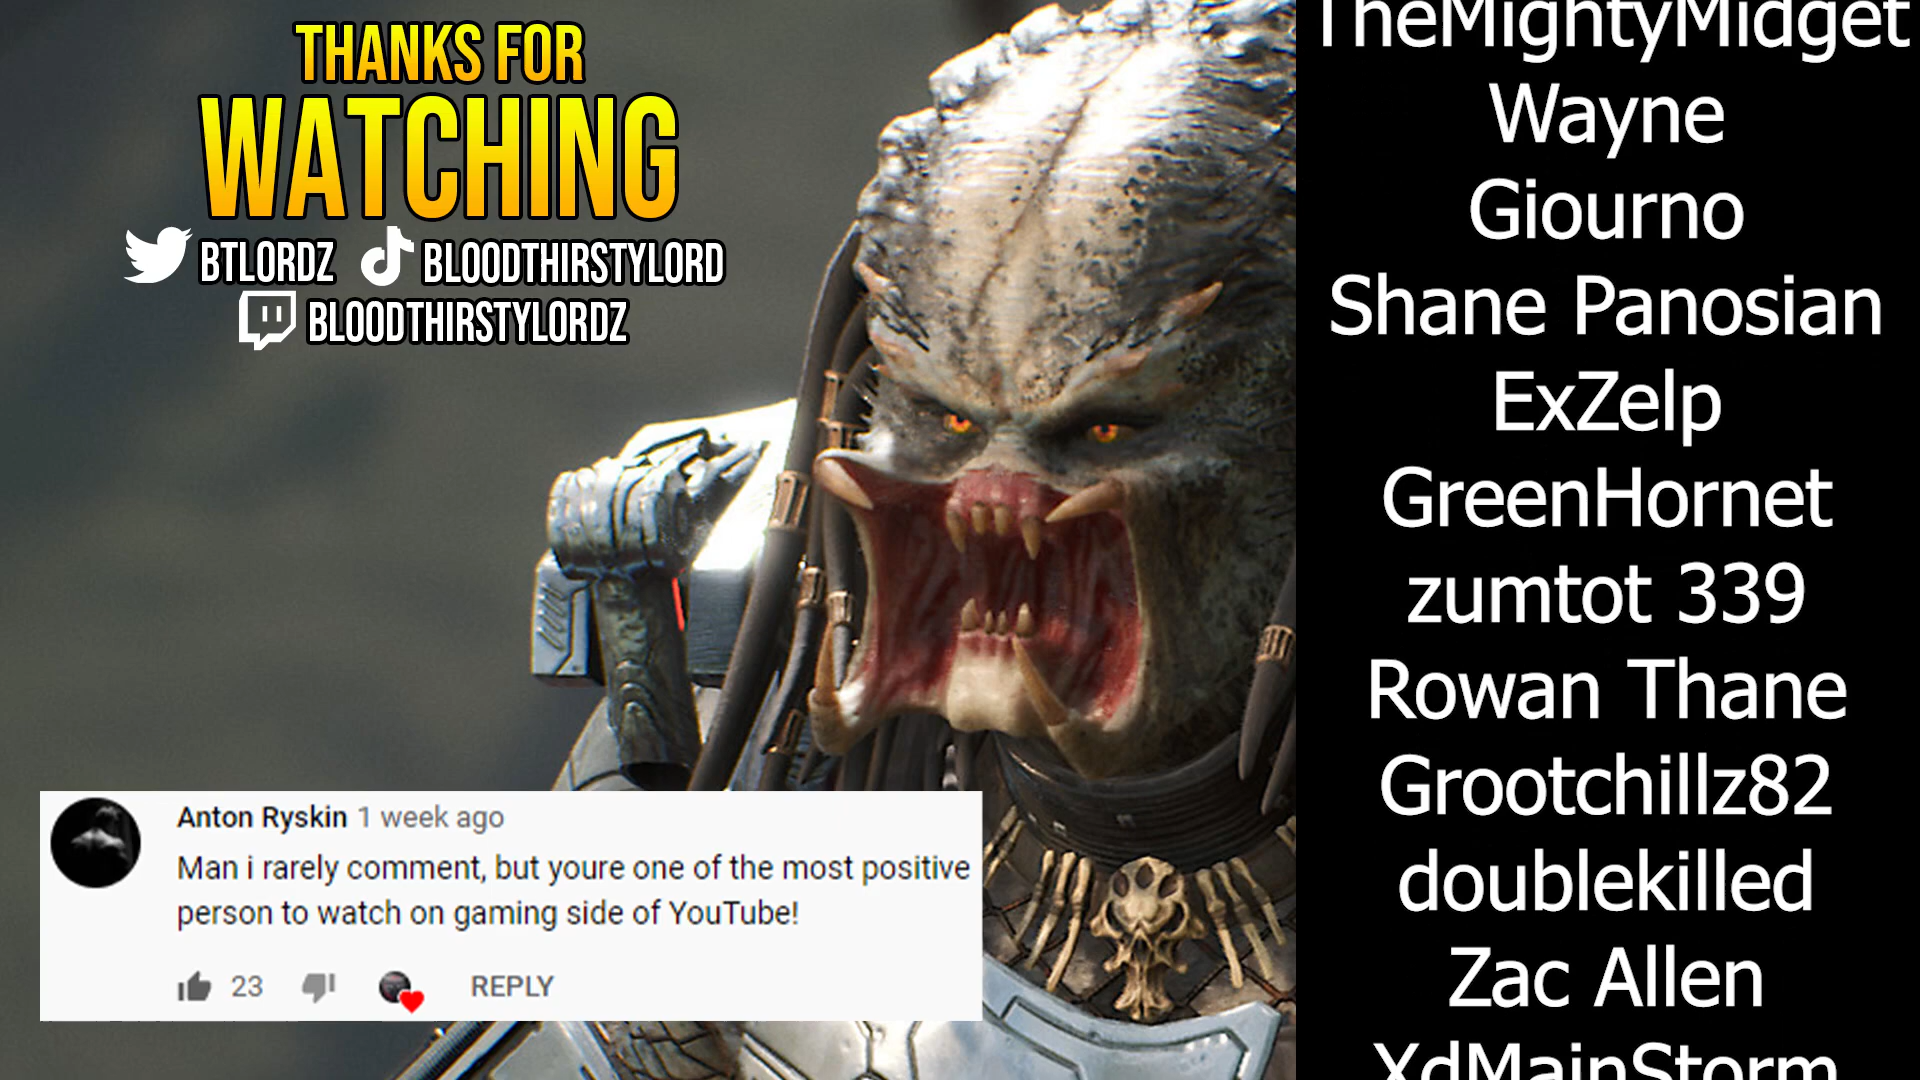 THANKS FOR
WATCHING
BTLORDZ
BLOODTHIRSTYLORD
BLOODTHIRSTYLORDZ
Anton Ryskin 1 week ago
Man i rarely comment, but youre one of the most positive
person to watch on gaming side of YouTube!
23
REPLY
TheMightyMidget
Wayne
Giourno
Shane Panosian
ExZelp
GreenHornet
zumtot 339
Rowan Thane
Grootchillz82
doublekilled
Zac Allen
XdMainStorm